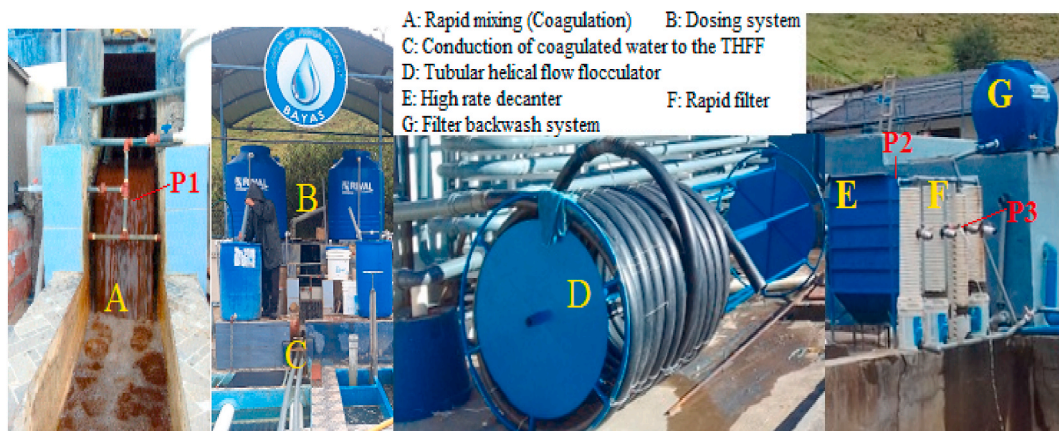 A: Rapid mixing (Coagulation) B: Dosing system
C: Conduction of coagulated water to the THFF
D: Tubular helical flow flocculator
E: High rate decanter F: Rapid filter
G: Filter backwash system
P1
A
BAYAS
RIVAL
RIVAL
B
C
D
G
P2
E
F
P3